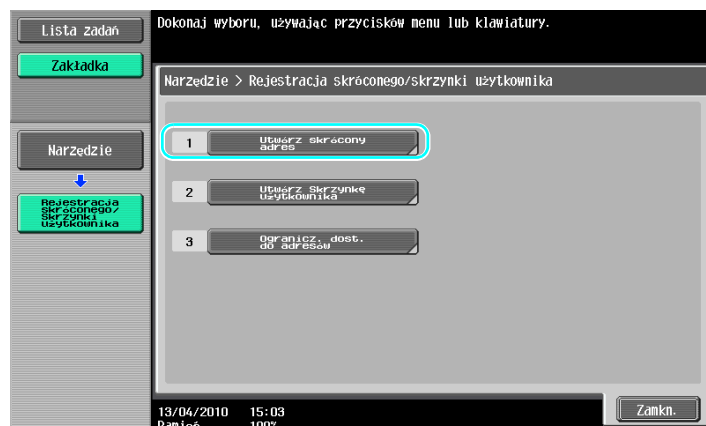 Lista zadań
Dokonaj wyboru, używając przycisków menu lub klawiatury.
Zakładka
Narzędzie > Rejestracja skróconego/skrzynki użytkownika
Narzędzie
Rejestracja
skróconego/
Skrzynki
Użytkownika
1 Utwórz skrócony
adres
2 Utwórz Skrzynkę
Użytkownika
3 Ogranicz. dost.
do adresów
13/04/2010 15:03
Pamięć 100%
Zamkn.